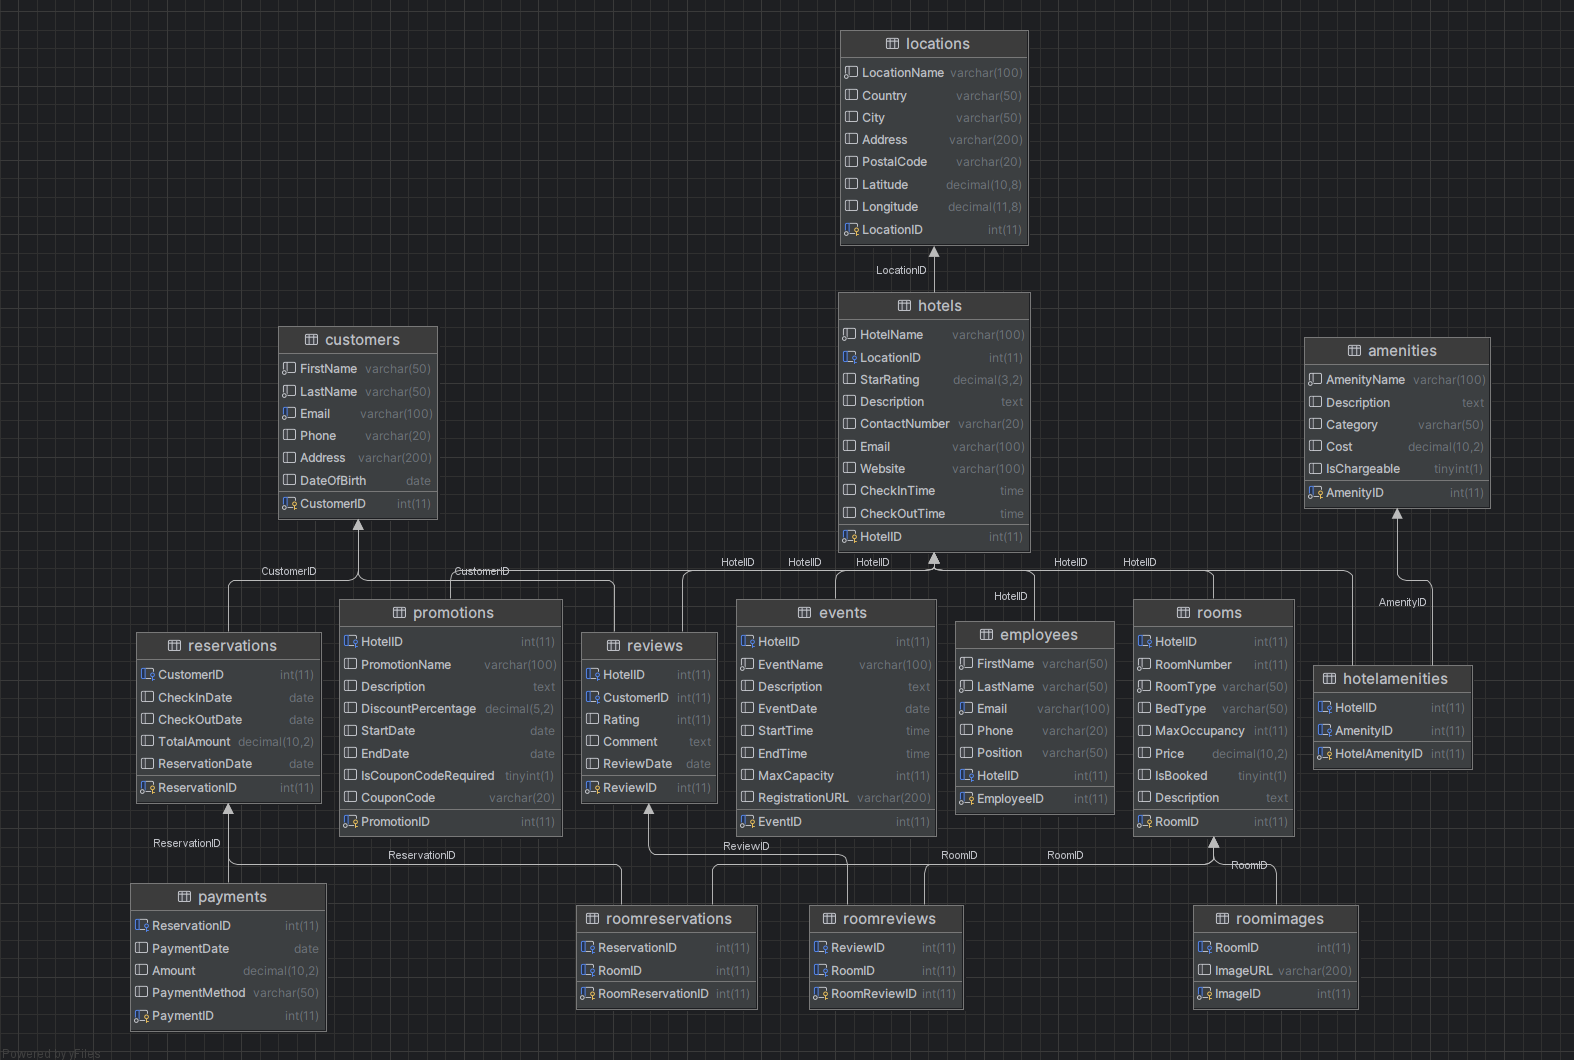 locations
LocationName varchar(100)
Country varchar(50)
City varchar(50)
Address varchar(200)
PostalCode varchar(20)
Latitude decimal(10,8)
Longitude decimal(11,8)
LocationID int(11)
LocationID
hotels
HotelName varchar(100)
LocationID int(11)
StarRating decimal(3,2)
Description text
ContactNumber varchar(20)
Email varchar(100)
Website varchar(100)
CheckInTime time
CheckOutTime time
HotelID int(11)
customers
FirstName varchar(50)
LastName varchar(50)
Email varchar(100)
Phone varchar(20)
Address varchar(200)
DateOfBirth date
CustomerID int(11)
amenities
AmenityName varchar(100)
Description text
Category varchar(50)
Cost decimal(10,2)
IsChargeable tinyint(1)
AmenityID int(11)
CustomerID
CustomerID
HotelID
HotelID
HotelID
HotelID
HotelID
HotelID
AmenityID
reservations
CustomerID int(11)
CheckInDate date
CheckOutDate date
TotalAmount decimal(10,2)
ReservationDate date
ReservationID int(11)
promotions
HotelID int(11)
PromotionName varchar(100)
Description text
DiscountPercentage decimal(5,2)
StartDate date
EndDate date
IsCouponCodeRequired tinyint(1)
CouponCode varchar(20)
PromotionID int(11)
reviews
HotelID int(11)
CustomerID int(11)
Rating int(11)
Comment text
ReviewDate date
ReviewID int(11)
events
HotelID int(11)
EventName varchar(100)
Description text
EventDate date
StartTime time
EndTime time
MaxCapacity int(11)
RegistrationURL varchar(200)
EventID int(11)
employees
FirstName varchar(50)
LastName varchar(50)
Email varchar(100)
Phone varchar(20)
Position varchar(50)
HotelID int(11)
EmployeeID int(11)
rooms
HotelID int(11)
RoomNumber int(11)
RoomType varchar(50)
BedType varchar(50)
MaxOccupancy int(11)
Price decimal(10,2)
IsBooked tinyint(1)
Description text
RoomID int(11)
hotelamenities
HotelID int(11)
AmenityID int(11)
HotelAmenityID int(11)
ReservationID
ReservationID
ReviewID
RoomID
RoomID
RoomID
payments
ReservationID int(11)
PaymentDate date
Amount decimal(10,2)
PaymentMethod varchar(50)
PaymentID int(11)
roomreservations
ReservationID int(11)
RoomID int(11)
RoomReservationID int(11)
roomreviews
ReviewID int(11)
RoomID int(11)
RoomReviewID int(11)
roomimages
RoomID int(11)
ImageURL varchar(200)
ImageID int(11)
Powered by yFiles